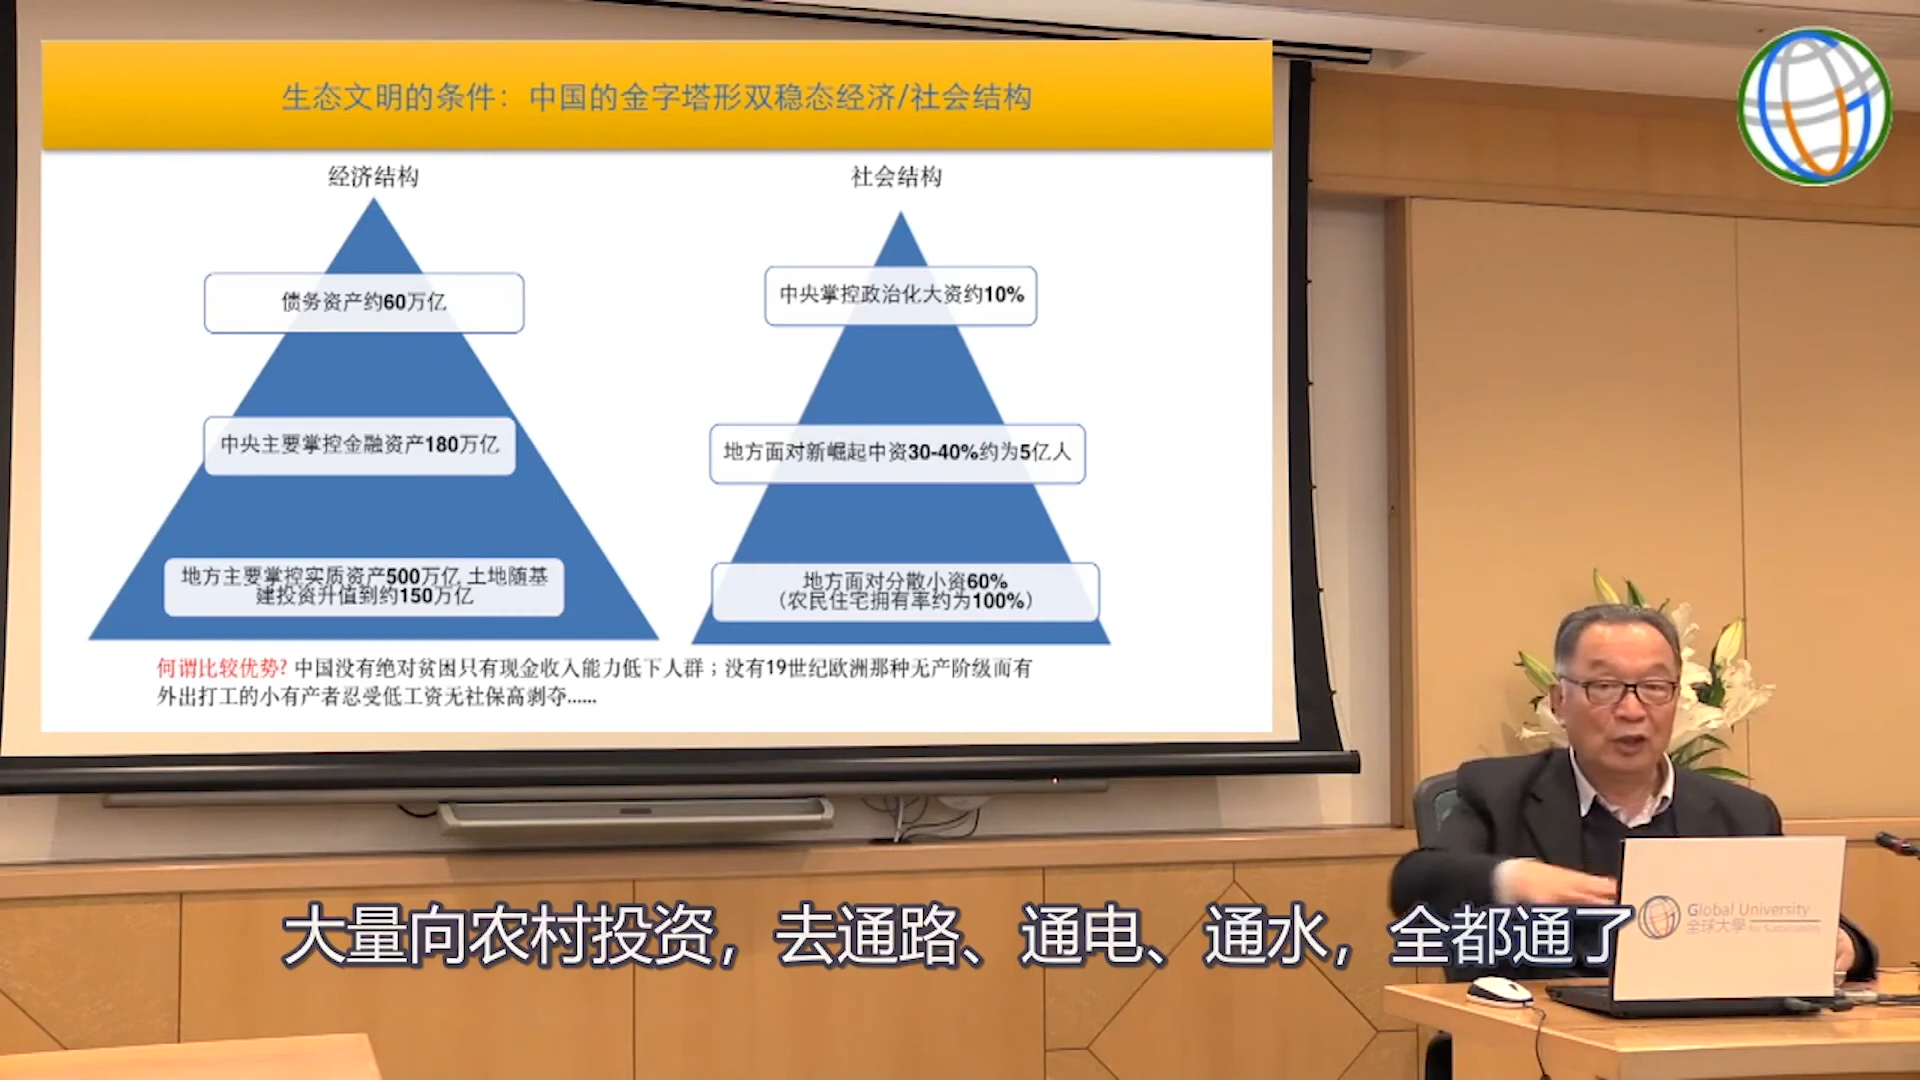 生态文明的条件：中国的金字塔形双稳态经济/社会结构
经济结构
债务资产约60万亿
中央主要掌控金融资产180万亿
地方主要掌控实质资产500万亿 土地随基
建投资升值到约150万亿
社会结构
中央掌控政治化大资约10%
地方面对新崛起中资30-40%约为5亿人
地方面对分散小资60%
（农民住宅拥有率约为100%）
何谓比较优势? 中国没有绝对贫困只有现金收入能力低下人群；没有19世纪欧洲那种无产阶级而有
外出打工的小有产者忍受低工资无社保高剥夺......
大量向农村投资，去通路、通电、通水，全都通了
Global University
全球大學 for Sustainability